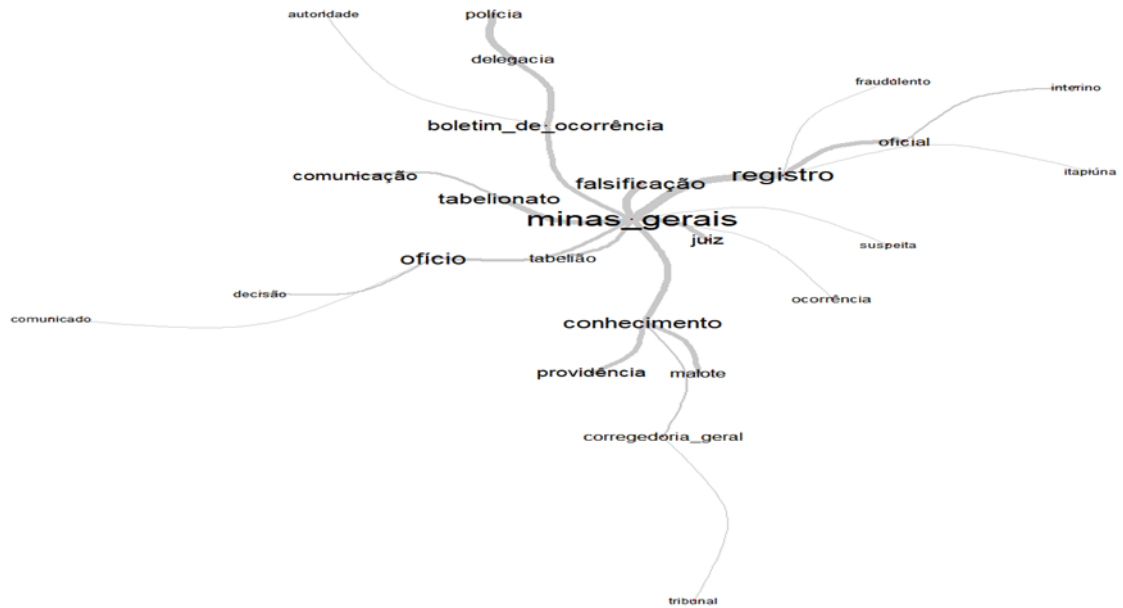 autoridade
polícia
delegacia
fraudolento
interino
boletim_de_ocorrência
oficial
comunicação
falsificação
registro
itapiúna
tabelionato
minas_gerais
juiz
suspeita
ofício
tabelião
decisão
ocorrência
comunicado
conhecimento
providência
malote
corregedoria_geral
tribunal